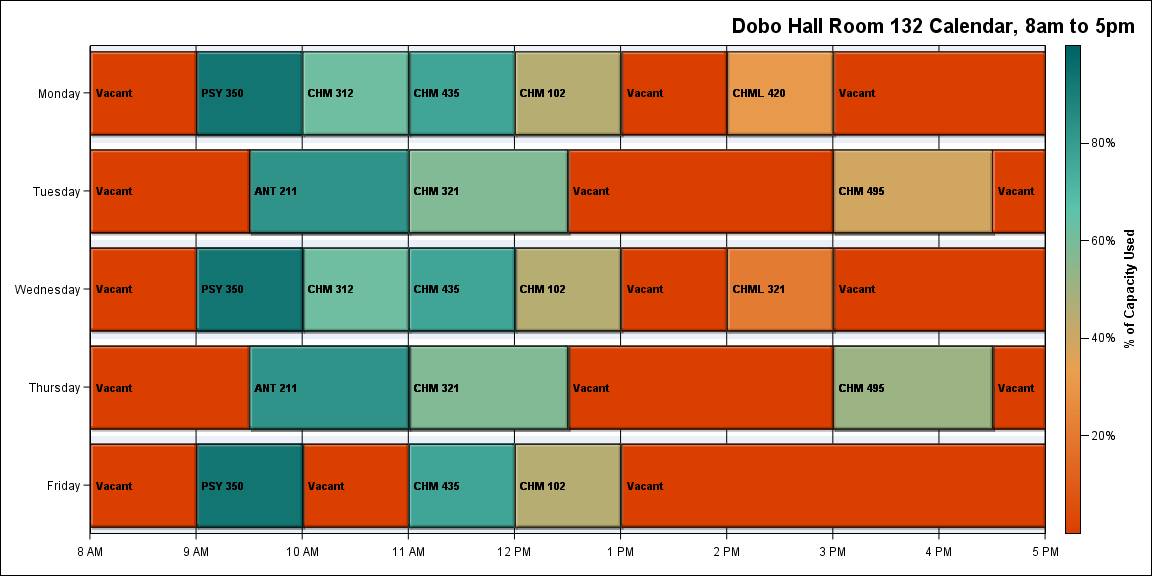 Dobo Hall Room 132 Calendar, 8am to 5pm
Monday
Vacant
PSY 350
CHM 312
CHM 435
CHM 102
Vacant
CHML 420
Vacant
Tuesday
Vacant
ANT 211
CHM 321
Vacant
CHM 495
Vacant
Wednesday
Vacant
PSY 350
CHM 312
CHM 435
CHM 102
Vacant
CHML 321
Vacant
Thursday
Vacant
ANT 211
CHM 321
Vacant
CHM 495
Vacant
Friday
Vacant
PSY 350
Vacant
CHM 435
CHM 102
Vacant
8 AM
9 AM
10 AM
11 AM
12 PM
1 PM
2 PM
3 PM
4 PM
5 PM
80%
60%
40%
20%
% of Capacity Used